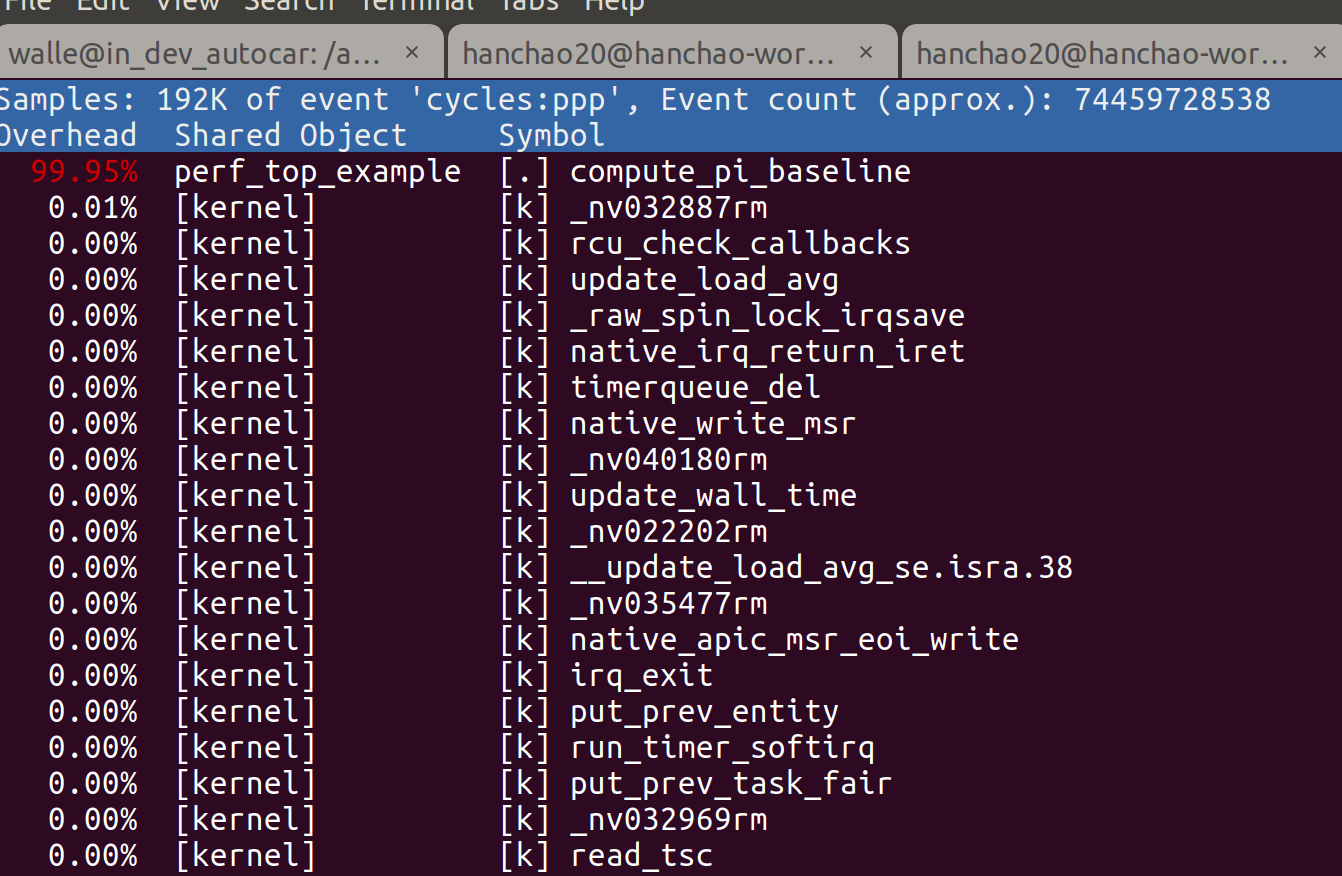 File Edit View Search Terminal Tabs Help
walle@in_dev_autocar: /a... × hanchao20@hanchao-wor... × hanchao20@hanchao-wor... ×
Samples: 192K of event 'cycles:ppp', Event count (approx.): 74459728538
Overhead Shared Object Symbol
99.95% perf_top_example [.] compute_pi_baseline
0.01% [kernel] [k] _nv032887rm
0.00% [kernel] [k] rcu_check_callbacks
0.00% [kernel] [k] update_load_avg
0.00% [kernel] [k] _raw_spin_lock_irqsave
0.00% [kernel] [k] native_irq_return_iret
0.00% [kernel] [k] timerqueue_del
0.00% [kernel] [k] native_write_msr
0.00% [kernel] [k] _nv040180rm
0.00% [kernel] [k] update_wall_time
0.00% [kernel] [k] _nv022202rm
0.00% [kernel] [k] __update_load_avg_se.isra.38
0.00% [kernel] [k] _nv035477rm
0.00% [kernel] [k] native_apic_msr_eoi_write
0.00% [kernel] [k] irq_exit
0.00% [kernel] [k] put_prev_entity
0.00% [kernel] [k] run_timer_softirq
0.00% [kernel] [k] put_prev_task_fair
0.00% [kernel] [k] _nv032969rm
0.00% [kernel] [k] read_tsc